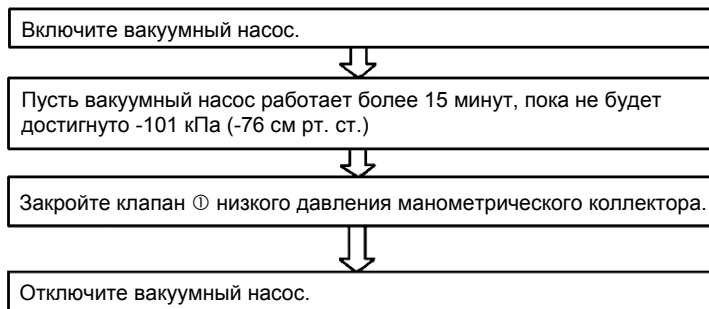 Включите вакуумный насос.
Пусть вакуумный насос работает более 15 минут, пока не будет
достигнуто -101 кПа (-76 см рт. ст.)
Закройте клапан ① низкого давления манометрического коллектора.
Отключите вакуумный насос.